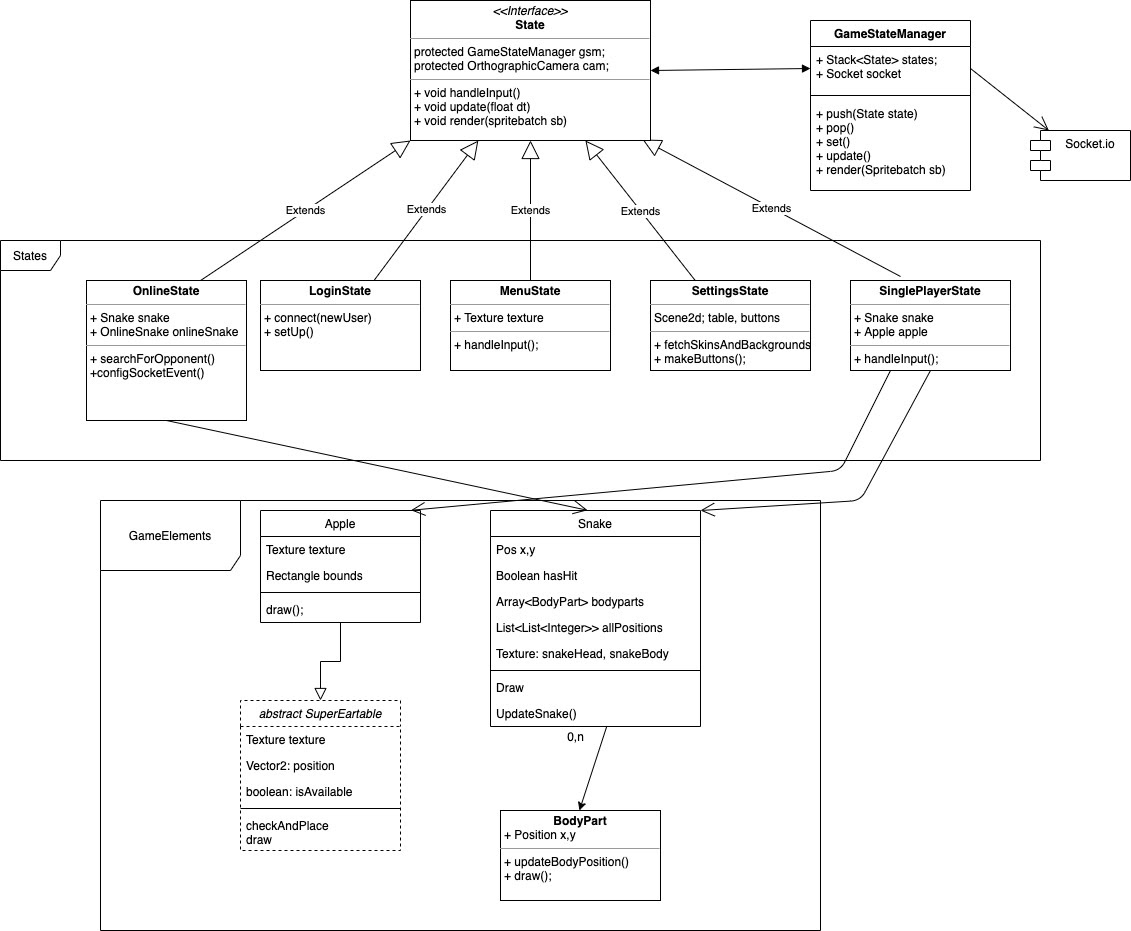 <<Interface>>
State
protected GameStateManager gsm;
protected OrthographicCamera cam;
+ void handleInput()
+ void update(float dt)
+ void render(spritebatch sb)
GameStateManager
+ Stack<State> states;
+ Socket socket
+ push(State state)
+ pop()
+ set()
+ update()
+ render(Spritebatch sb)
Socket.io
Extends
Extends
Extends
Extends
Extends
States
OnlineState
+ Snake snake
+ OnlineSnake onlineSnake
+ searchForOpponent()
+configSocketEvent()
LoginState
+ connect(newUser)
+ setUp()
MenuState
+ Texture texture
+ handleInput();
SettingsState
Scene2d; table, buttons
+ fetchSkinsAndBackgrounds
+ makeButtons();
SinglePlayerState
+ Snake snake
+ Apple apple
+ handleInput();
GameElements
Apple
Texture texture
Rectangle bounds
draw();
Snake
Pos x,y
Boolean hasHit
Array<BodyPart> bodyparts
List<List<Integer>> allPositions
Texture: snakeHead, snakeBody
Draw
UpdateSnake()
abstract SuperEartable
Texture texture
Vector2: position
boolean: isAvailable
checkAndPlace
draw
0,n
BodyPart
+ Position x,y
+ updateBodyPosition()
+ draw();